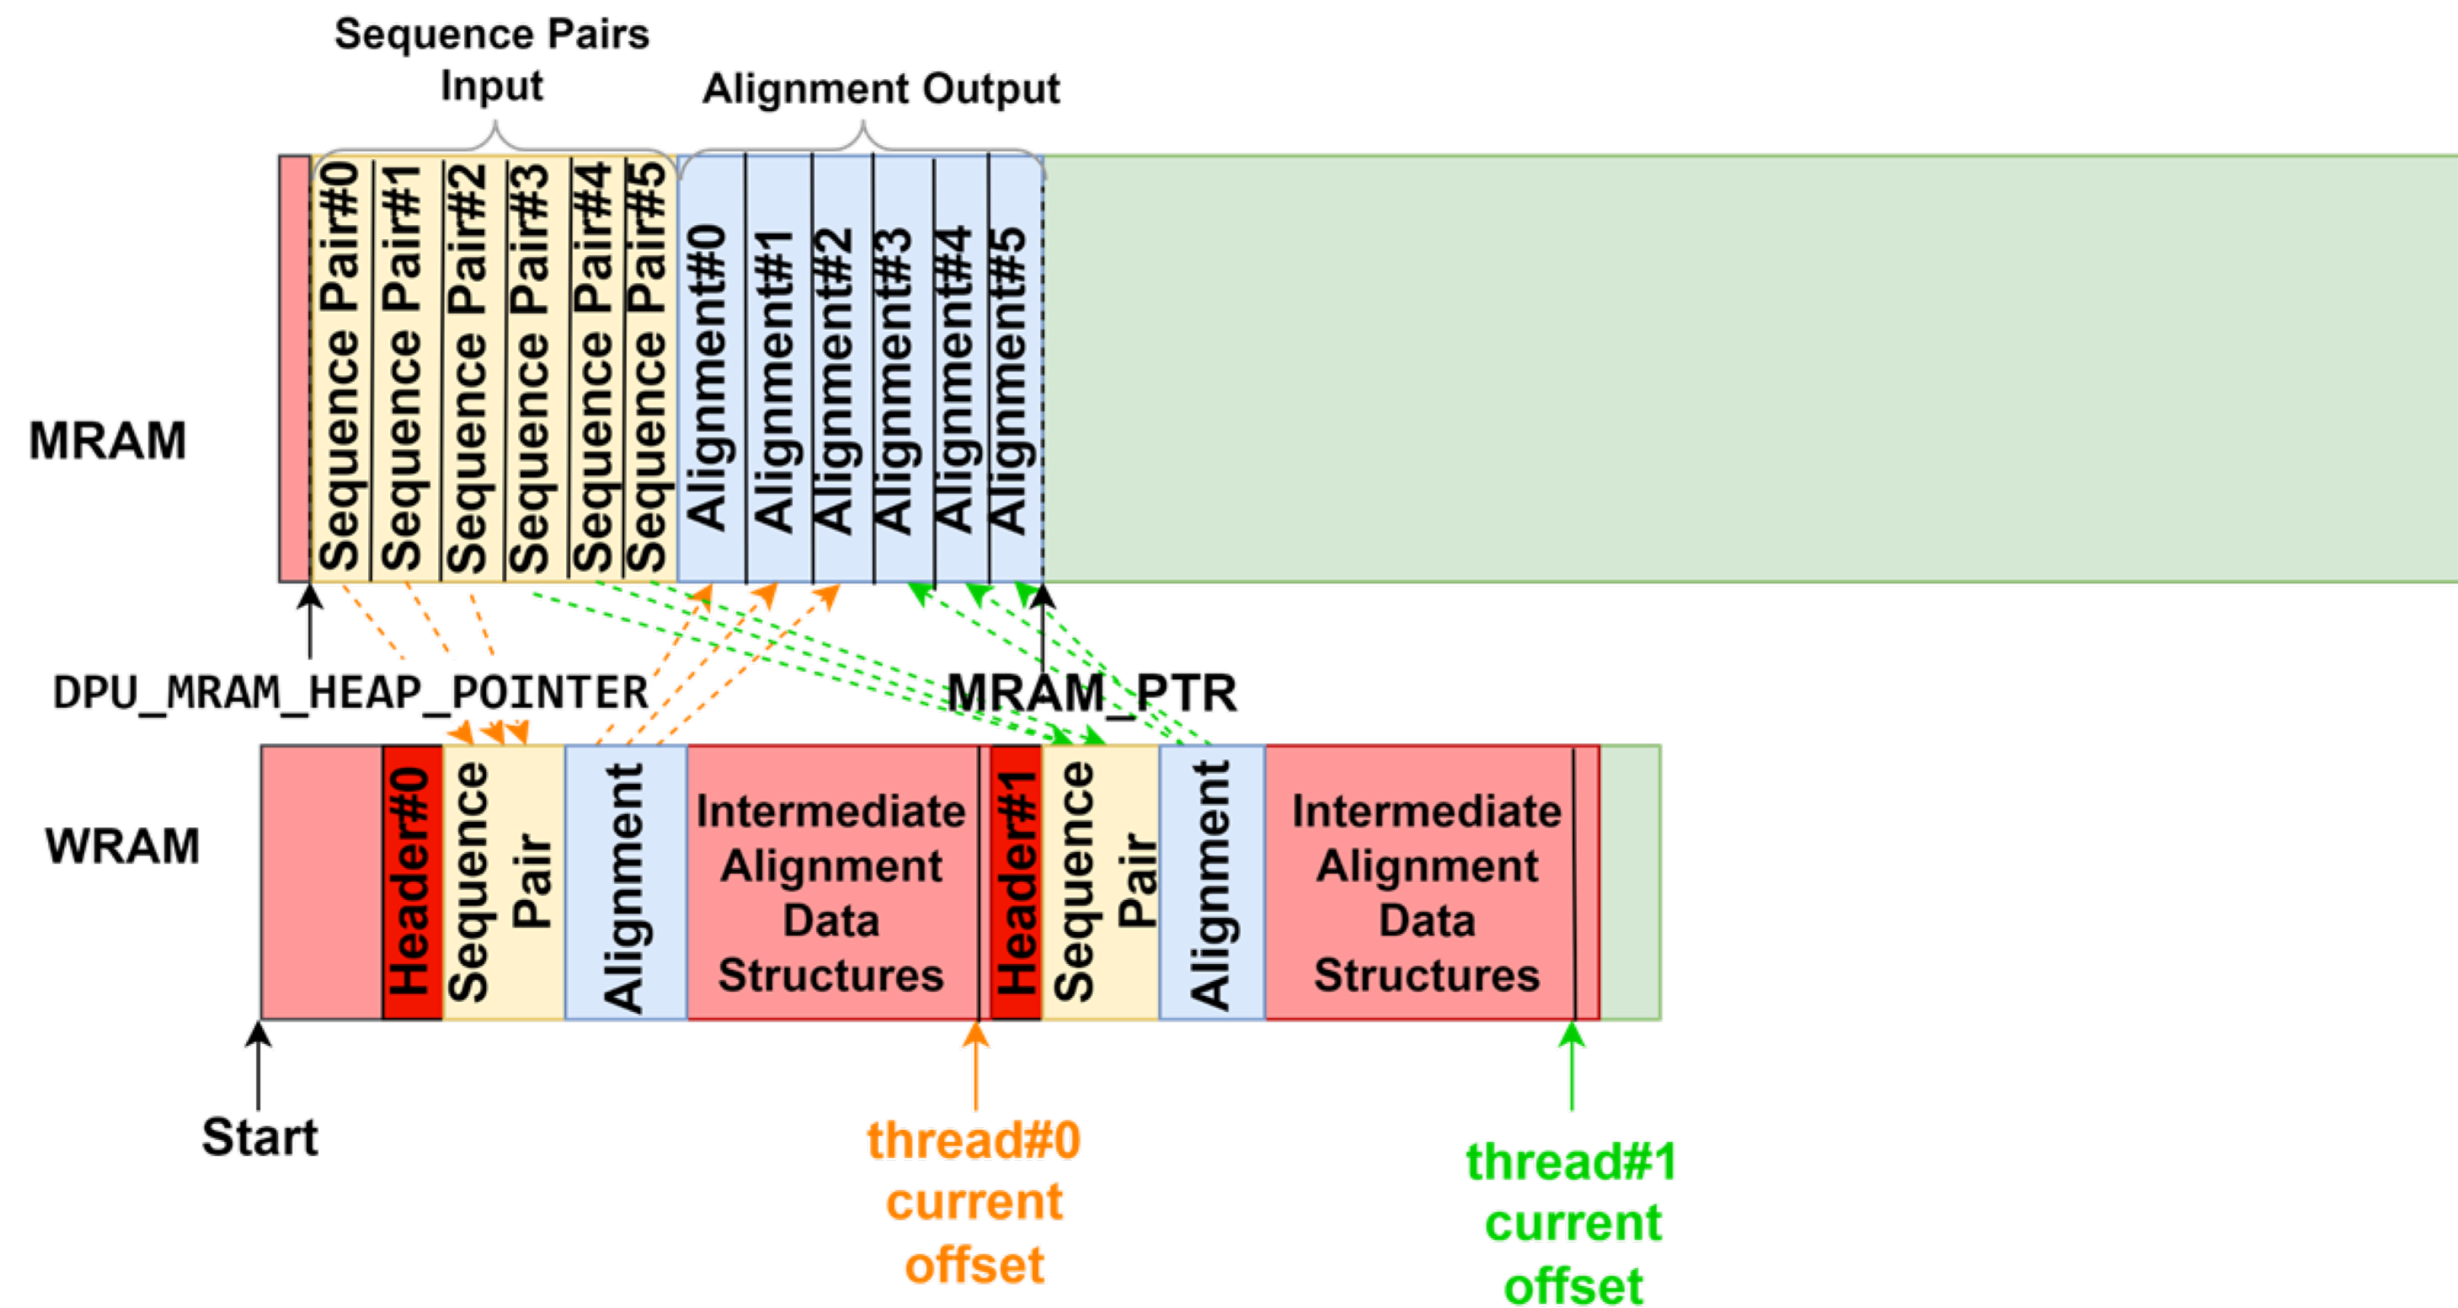 Sequence Pairs
Input
Alignment Output
Sequence Pair#0
Sequence Pair#1
Sequence Pair#2
Sequence Pair#3
Sequence Pair#4
Sequence Pair#5
Alignment#0
Alignment#1
Alignment#2
Alignment#3
Alignment#4
Alignment#5
MRAM
DPU_MRAM_HEAP_POINTER
MRAM_PTR
WRAM
Header#0
Sequence
Pair
Alignment
Intermediate
Alignment
Data
Structures
Header#1
Sequence
Pair
Alignment
Intermediate
Alignment
Data
Structures
Start
thread#0
current
offset
thread#1
current
offset